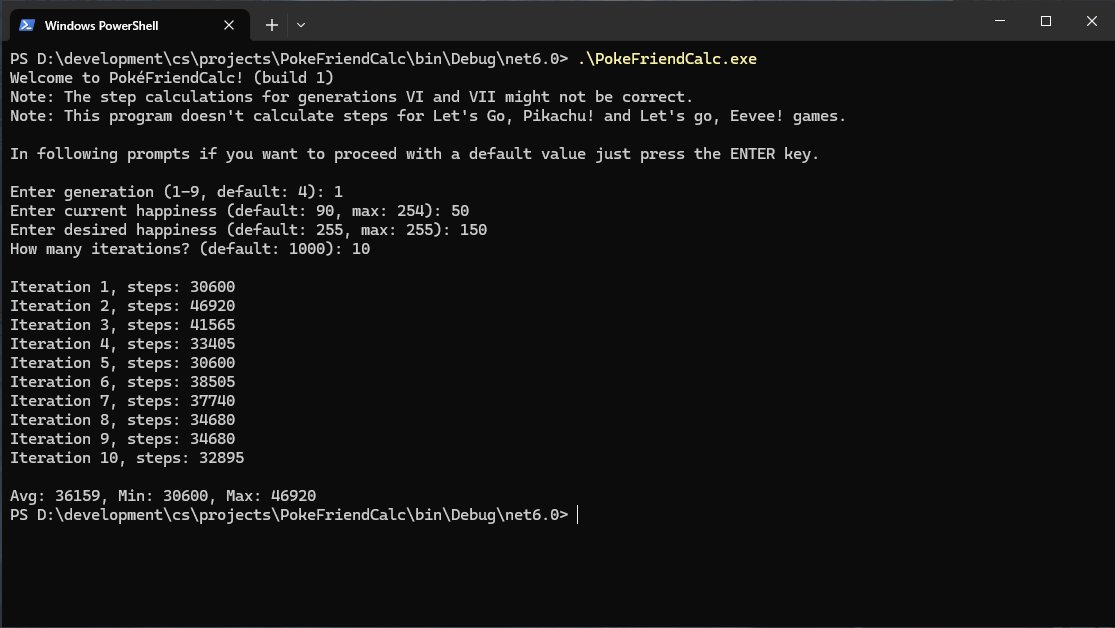 Windows PowerShell
PS D:\development\cs\projects\PokeFriendCalc\bin\Debug\net6.0> .\PokeFriendCalc.exe
Welcome to PokéFriendCalc! (build 1)
Note: The step calculations for generations VI and VII might not be correct.
Note: This program doesn't calculate steps for Let's Go, Pikachu! and Let's go, Eevee! games.
In following prompts if you want to proceed with a default value just press the ENTER key.
Enter generation (1-9, default: 4): 1
Enter current happiness (default: 90, max: 254): 50
Enter desired happiness (default: 255, max: 255): 150
How many iterations? (default: 1000): 10
Iteration 1, steps: 30600
Iteration 2, steps: 46920
Iteration 3, steps: 41565
Iteration 4, steps: 33405
Iteration 5, steps: 30600
Iteration 6, steps: 38505
Iteration 7, steps: 37740
Iteration 8, steps: 34680
Iteration 9, steps: 34680
Iteration 10, steps: 32895
Avg: 36159, Min: 30600, Max: 46920
PS D:\development\cs\projects\PokeFriendCalc\bin\Debug\net6.0>